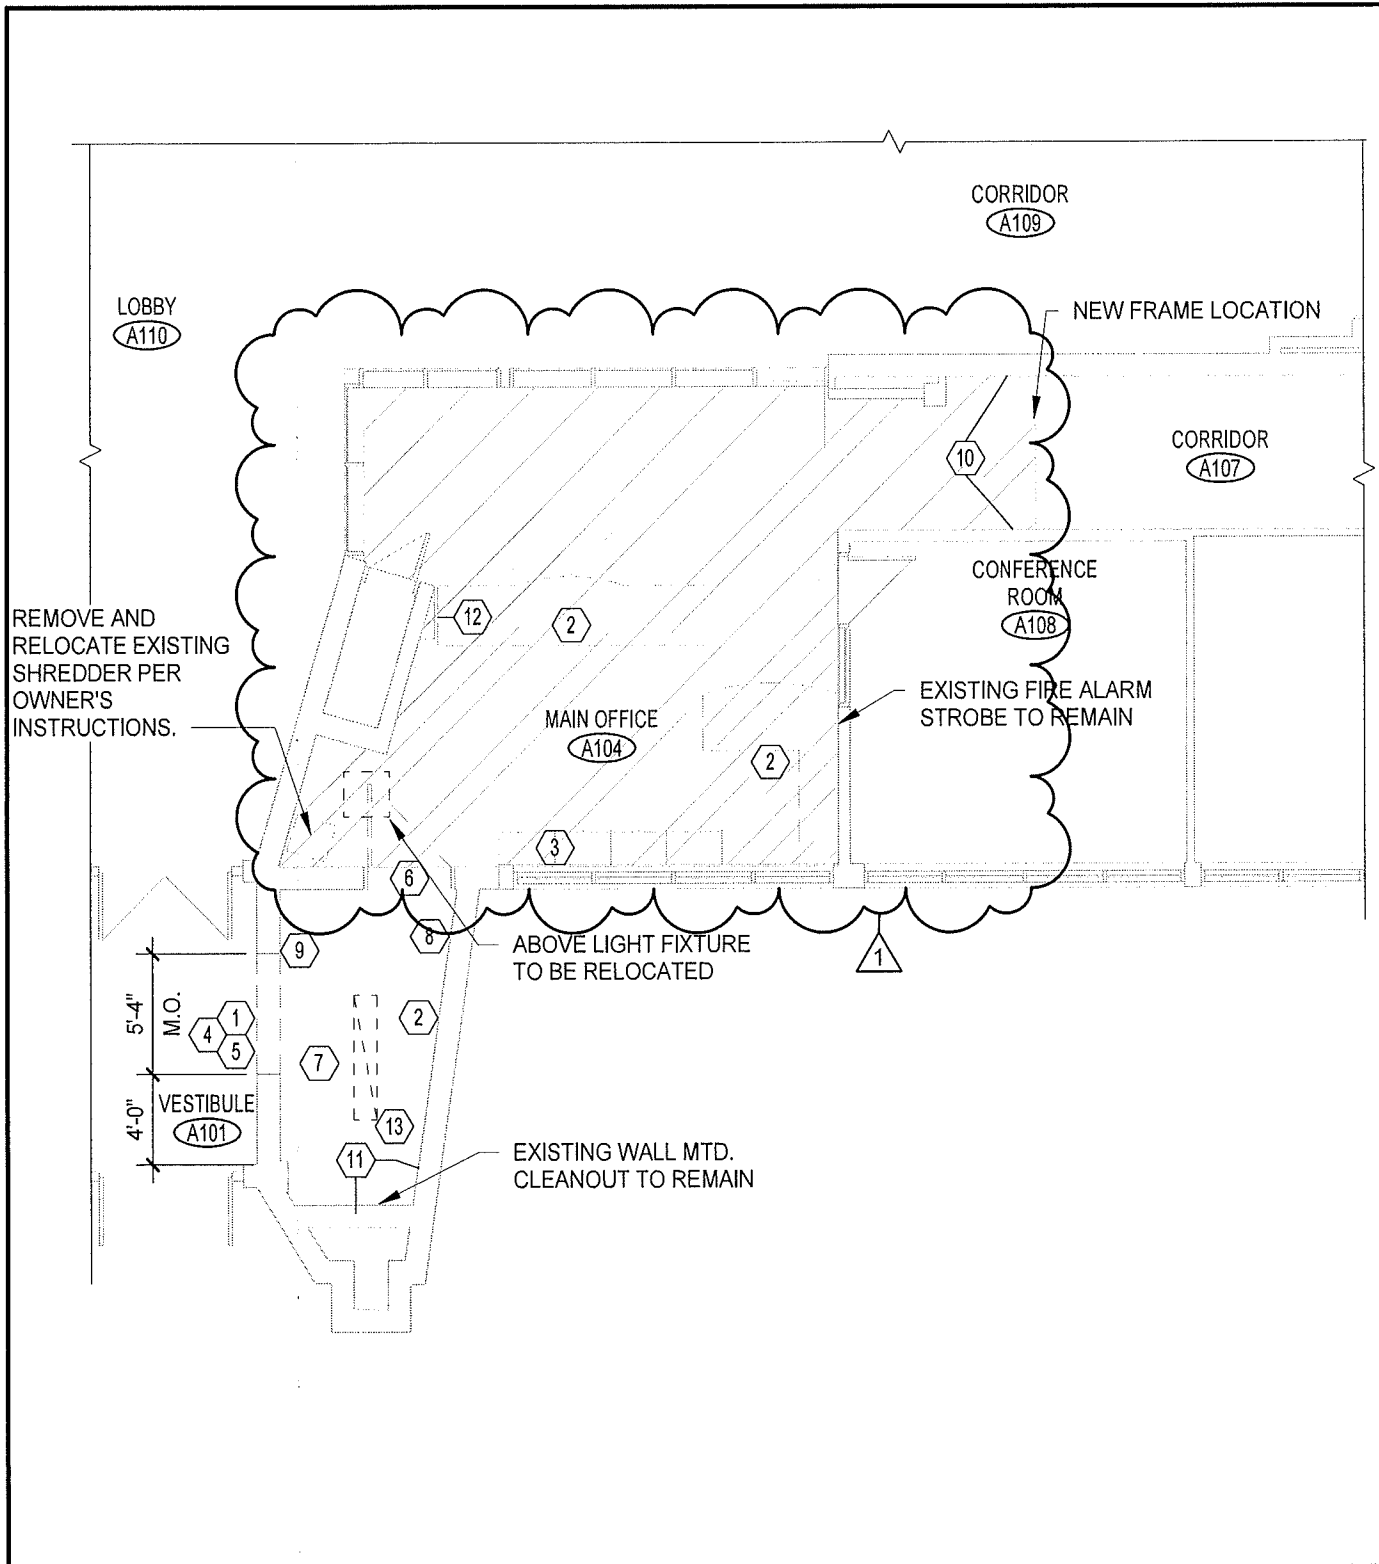 CORRIDOR
A109
LOBBY
A110
NEW FRAME LOCATION
CORRIDOR
A107
10
CONFERENCE
ROOM
A108
REMOVE AND
RELOCATE EXISTING
SHREDDER PER
OWNER'S
INSTRUCTIONS.
12
2
EXISTING FIRE ALARM
STROBE TO REMAIN
MAIN OFFICE
A104
2
3
6
8
ABOVE LIGHT FIXTURE
TO BE RELOCATED
1
9
5'-4"
M.O.
1
4
5
2
7
4'-0"
VESTIBULE
A101
13
11
EXISTING WALL MTD.
CLEANOUT TO REMAIN